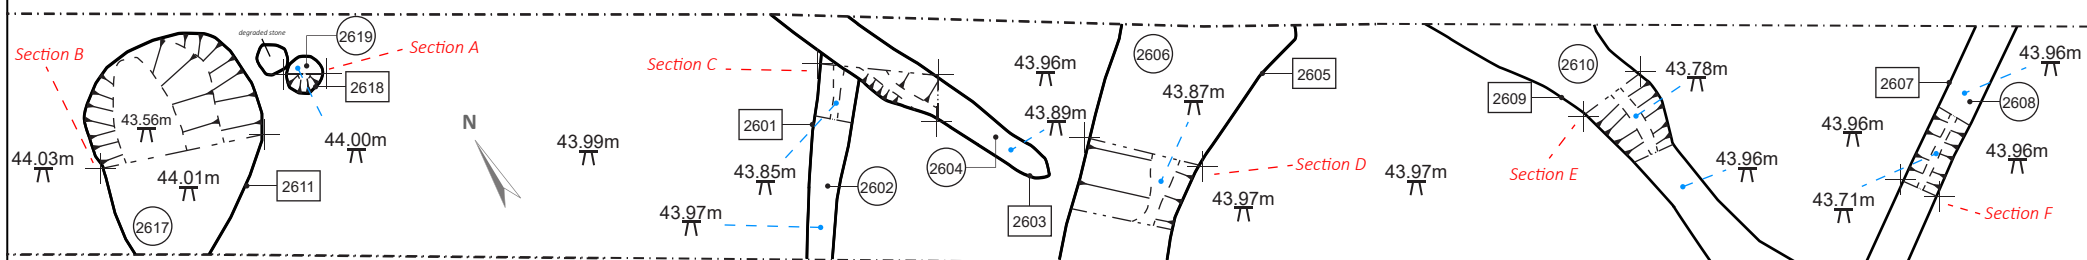 degraded stone
2619
Section A
Section B
2618
43.56m
44.03m
44.01m
44.00m
2611
2617
N
43.99m
Section C
2601
43.85m
43.97m
2602
43.96m
43.89m
2604
2603
2606
2605
43.87m
Section D
43.97m
43.97m
2610
2609
43.78m
Section E
43.96m
2607
43.96m
2608
43.96m
43.96m
43.71m
Section F